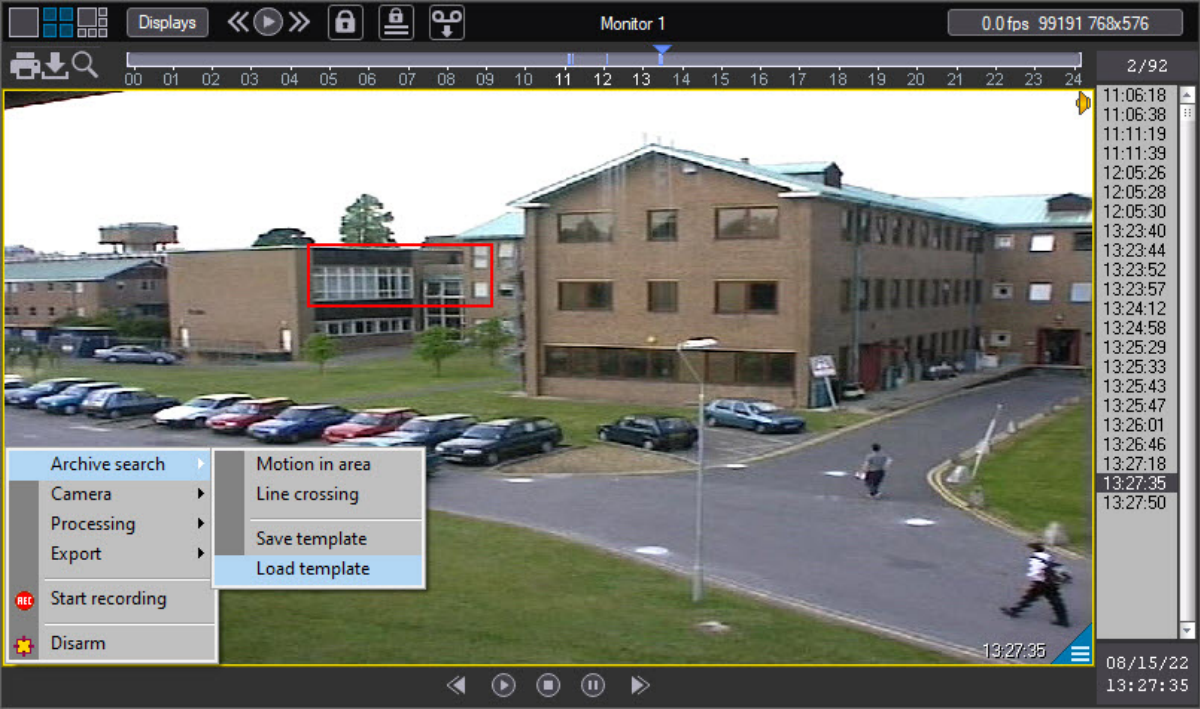 Displays
Monitor 1
0.0 fps 99191 768x576
00 01 02 03 04 05 06 07 08 09 10 11 12 13 14 15 16 17 18 19 20 21 22 23 24
2/92
11:06:18
11:06:38
11:11:19
11:11:39
12:05:26
12:05:28
12:05:30
13:23:40
13:23:44
13:23:52
13:23:57
13:24:12
13:24:58
13:25:29
13:25:33
13:25:43
13:25:47
13:26:01
13:26:46
13:27:18
13:27:35
13:27:50
Archive search
Camera
Processing
Export
REC Start recording
Disarm
Motion in area
Line crossing
Save template
Load template
13:27:35
08/15/22
13:27:35